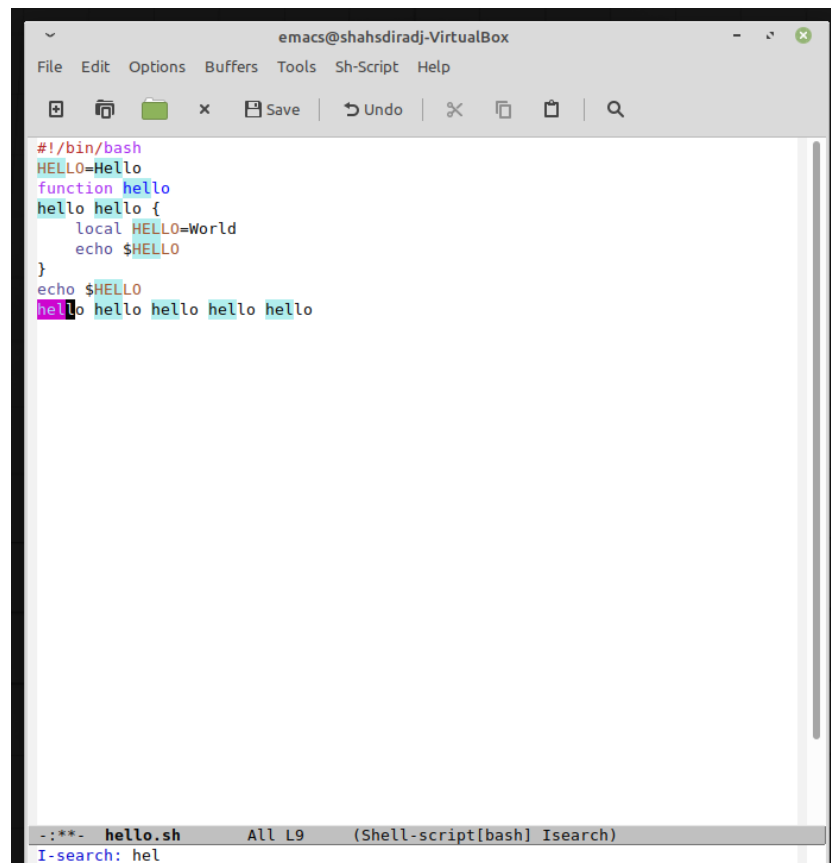 emacs@shahsdiradj-VirtualBox
File Edit Options Buffers Tools Sh-Script Help
Save Undo
#!/bin/bash
HELLO=Hello
function hello
hello hello {
    local HELLO=World
    echo $HELLO
}
echo $HELLO
hello hello hello hello hello
-:**- hello.sh All L9 (Shell-script[bash] Isearch)
I-search: hel